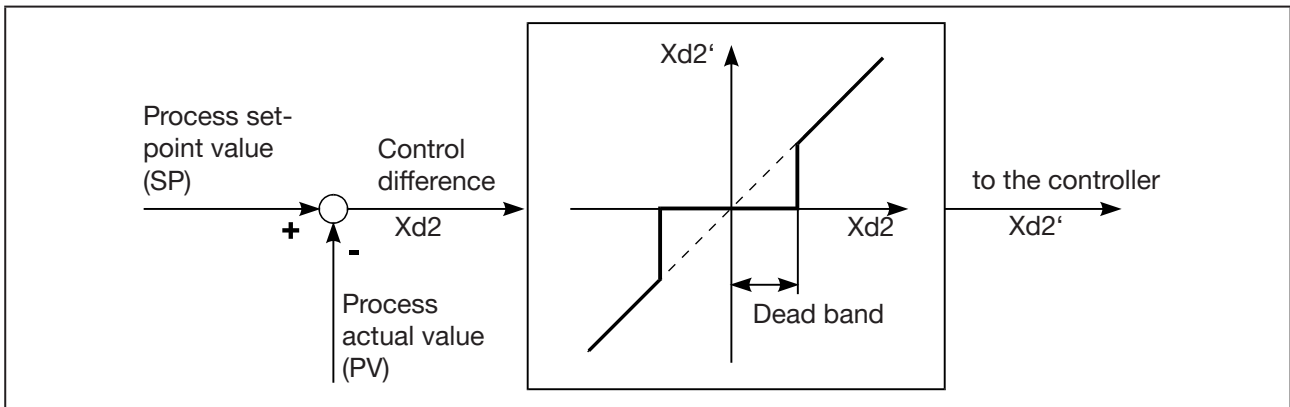 Process set-
point value
(SP)
+
-
Control
difference
Xd2
Process
actual value
(PV)
Xd2‘
Xd2
Dead band
to the controller
Xd2‘